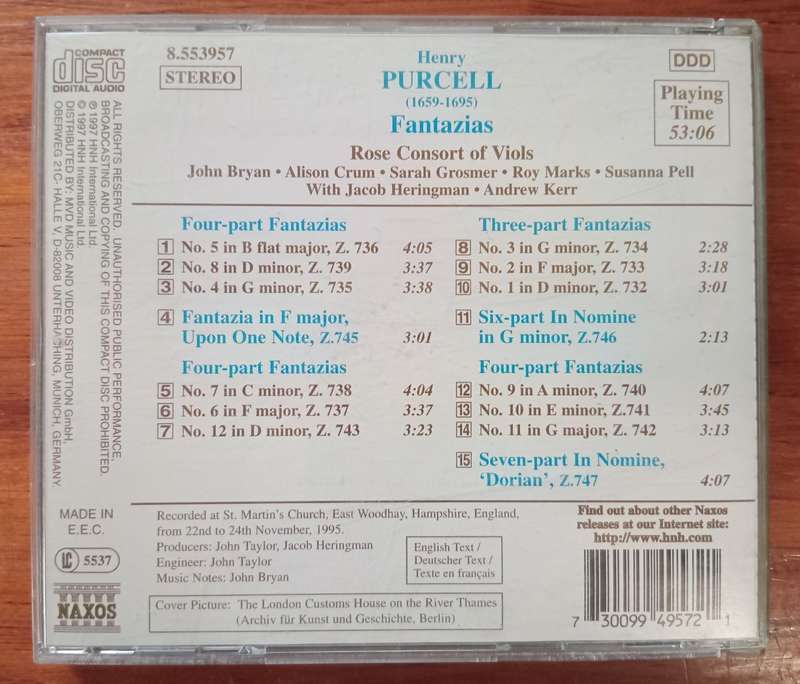 COMPACT
disc
DIGITAL AUDIO
8.553957
STEREO
Henry
PURCELL
(1659-1695)
Fantazias
DDD
Playing
Time
53:06
Rose Consort of Viols
John Bryan • Alison Crum • Sarah Grosmer • Roy Marks • Susanna Pell
With Jacob Heringman • Andrew Kerr
Four-part Fantazias
1 No. 5 in B flat major, Z. 736 4:05
2 No. 8 in D minor, Z. 739 3:37
3 No. 4 in G minor, Z. 735 3:38
4 Fantazia in F major,
Upon One Note, Z.745 3:01
Four-part Fantazias
5 No. 7 in C minor, Z. 738 4:04
6 No. 6 in F major, Z. 737 3:37
7 No. 12 in D minor, Z. 743 3:23
Three-part Fantazias
8 No. 3 in G minor, Z. 734 2:28
9 No. 2 in F major, Z. 733 3:18
10 No. 1 in D minor, Z. 732 3:01
11 Six-part In Nomine
in G minor, Z.746 2:13
Four-part Fantazias
12 No. 9 in A minor, Z. 740 4:07
13 No. 10 in E minor, Z.741 3:45
14 No. 11 in G major, Z. 742 3:13
15 Seven-part In Nomine,
‘Dorian’, Z.747 4:07
ALL RIGHTS RESERVED. UNAUTHORISED PUBLIC PERFORMANCE,
BROADCASTING AND COPYING OF THIS COMPACT DISC PROHIBITED.
℗ 1997 HNH International Ltd.
© 1997 HNH International Ltd.
DISTRIBUTED BY: MVD MUSIC AND VIDEO DISTRIBUTION GmbH,
OBERWEG 21C- HALLE V, D-82008 UNTERHACHING, MUNICH, GERMANY.
MADE IN
E.E.C.
LC 5537
NAXOS
Recorded at St. Martin's Church, East Woodhay, Hampshire, England,
from 22nd to 24th November, 1995.
Producers: John Taylor, Jacob Heringman
Engineer: John Taylor
Music Notes: John Bryan
English Text /
Deutscher Text /
Texte en français
Cover Picture: The London Customs House on the River Thames
(Archiv für Kunst und Geschichte, Berlin)
Find out about other Naxos
releases at our Internet site:
http://www.hnh.com
7 30099 49572 1